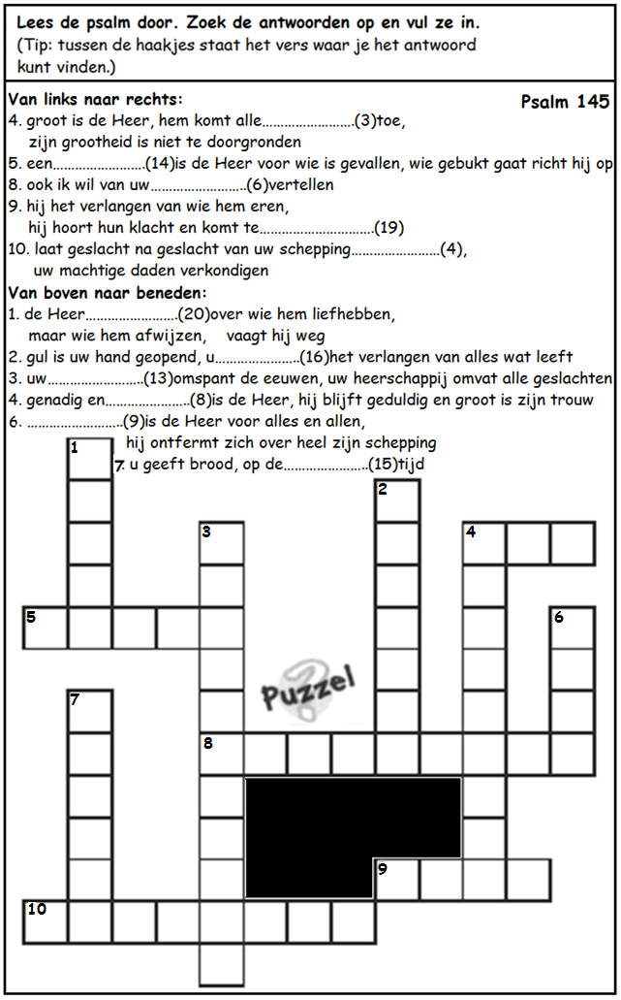 Lees de psalm door. Zoek de antwoorden op en vul ze in.
(Tip: tussen de haakjes staat het vers waar je het antwoord
kunt vinden.)
Van links naar rechts:
Psalm 145
4. groot is de Heer, hem komt alle........................(3)toe,
zijn grootheid is niet te doorgronden
5. een........................(14)is de Heer voor wie is gevallen, wie gebukt gaat richt hij op
8. ook ik wil van uw.........................(6)vertellen
9. hij het verlangen van wie hem eren,
hij hoort hun klacht en komt te..............................(19)
10. laat geslacht na geslacht van uw schepping.......................(4),
uw machtige daden verkondigen
Van boven naar beneden:
1. de Heer........................(20)over wie hem liefhebben,
maar wie hem afwijzen, vaagt hij weg
2. gul is uw hand geopend, u......................(16)het verlangen van alles wat leeft
3. uw.........................(13)omspant de eeuwen, uw heerschappij omvat alle geslachten
4. genadig en......................(8)is de Heer, hij blijft geduldig en groot is zijn trouw
6. .........................(9)is de Heer voor alles en allen,
hij ontfermt zich over heel zijn schepping
7. u geeft brood, op de......................(15)tijd
1
2
3
4
5
6
Puzzel
7
8
9
10